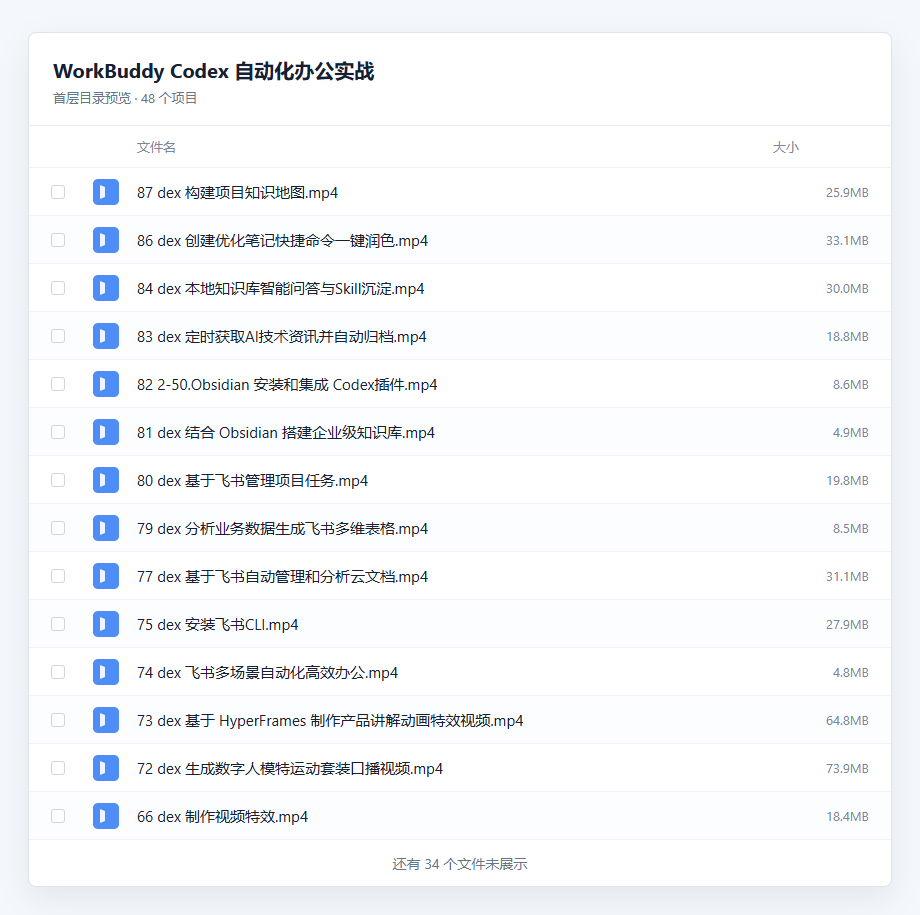 WorkBuddy Codex 自动化办公实战
首层目录预览 · 48 个项目
文件名 大小
87 dex 构建项目知识地图.mp4 25.9MB
86 dex 创建优化笔记快捷命令一键润色.mp4 33.1MB
84 dex 本地知识库智能问答与Skill沉淀.mp4 30.0MB
83 dex 定时获取AI技术资讯并自动归档.mp4 18.8MB
82 2-50.Obsidian 安装和集成 Codex插件.mp4 8.6MB
81 dex 结合 Obsidian 搭建企业级知识库.mp4 4.9MB
80 dex 基于飞书管理项目任务.mp4 19.8MB
79 dex 分析业务数据生成飞书多维表格.mp4 8.5MB
77 dex 基于飞书自动管理和分析云文档.mp4 31.1MB
75 dex 安装飞书CLI.mp4 27.9MB
74 dex 飞书多场景自动化高效办公.mp4 4.8MB
73 dex 基于 HyperFrames 制作产品讲解动画特效视频.mp4 64.8MB
72 dex 生成数字人模特运动套装口播视频.mp4 73.9MB
66 dex 制作视频特效.mp4 18.4MB
还有 34 个文件未展示